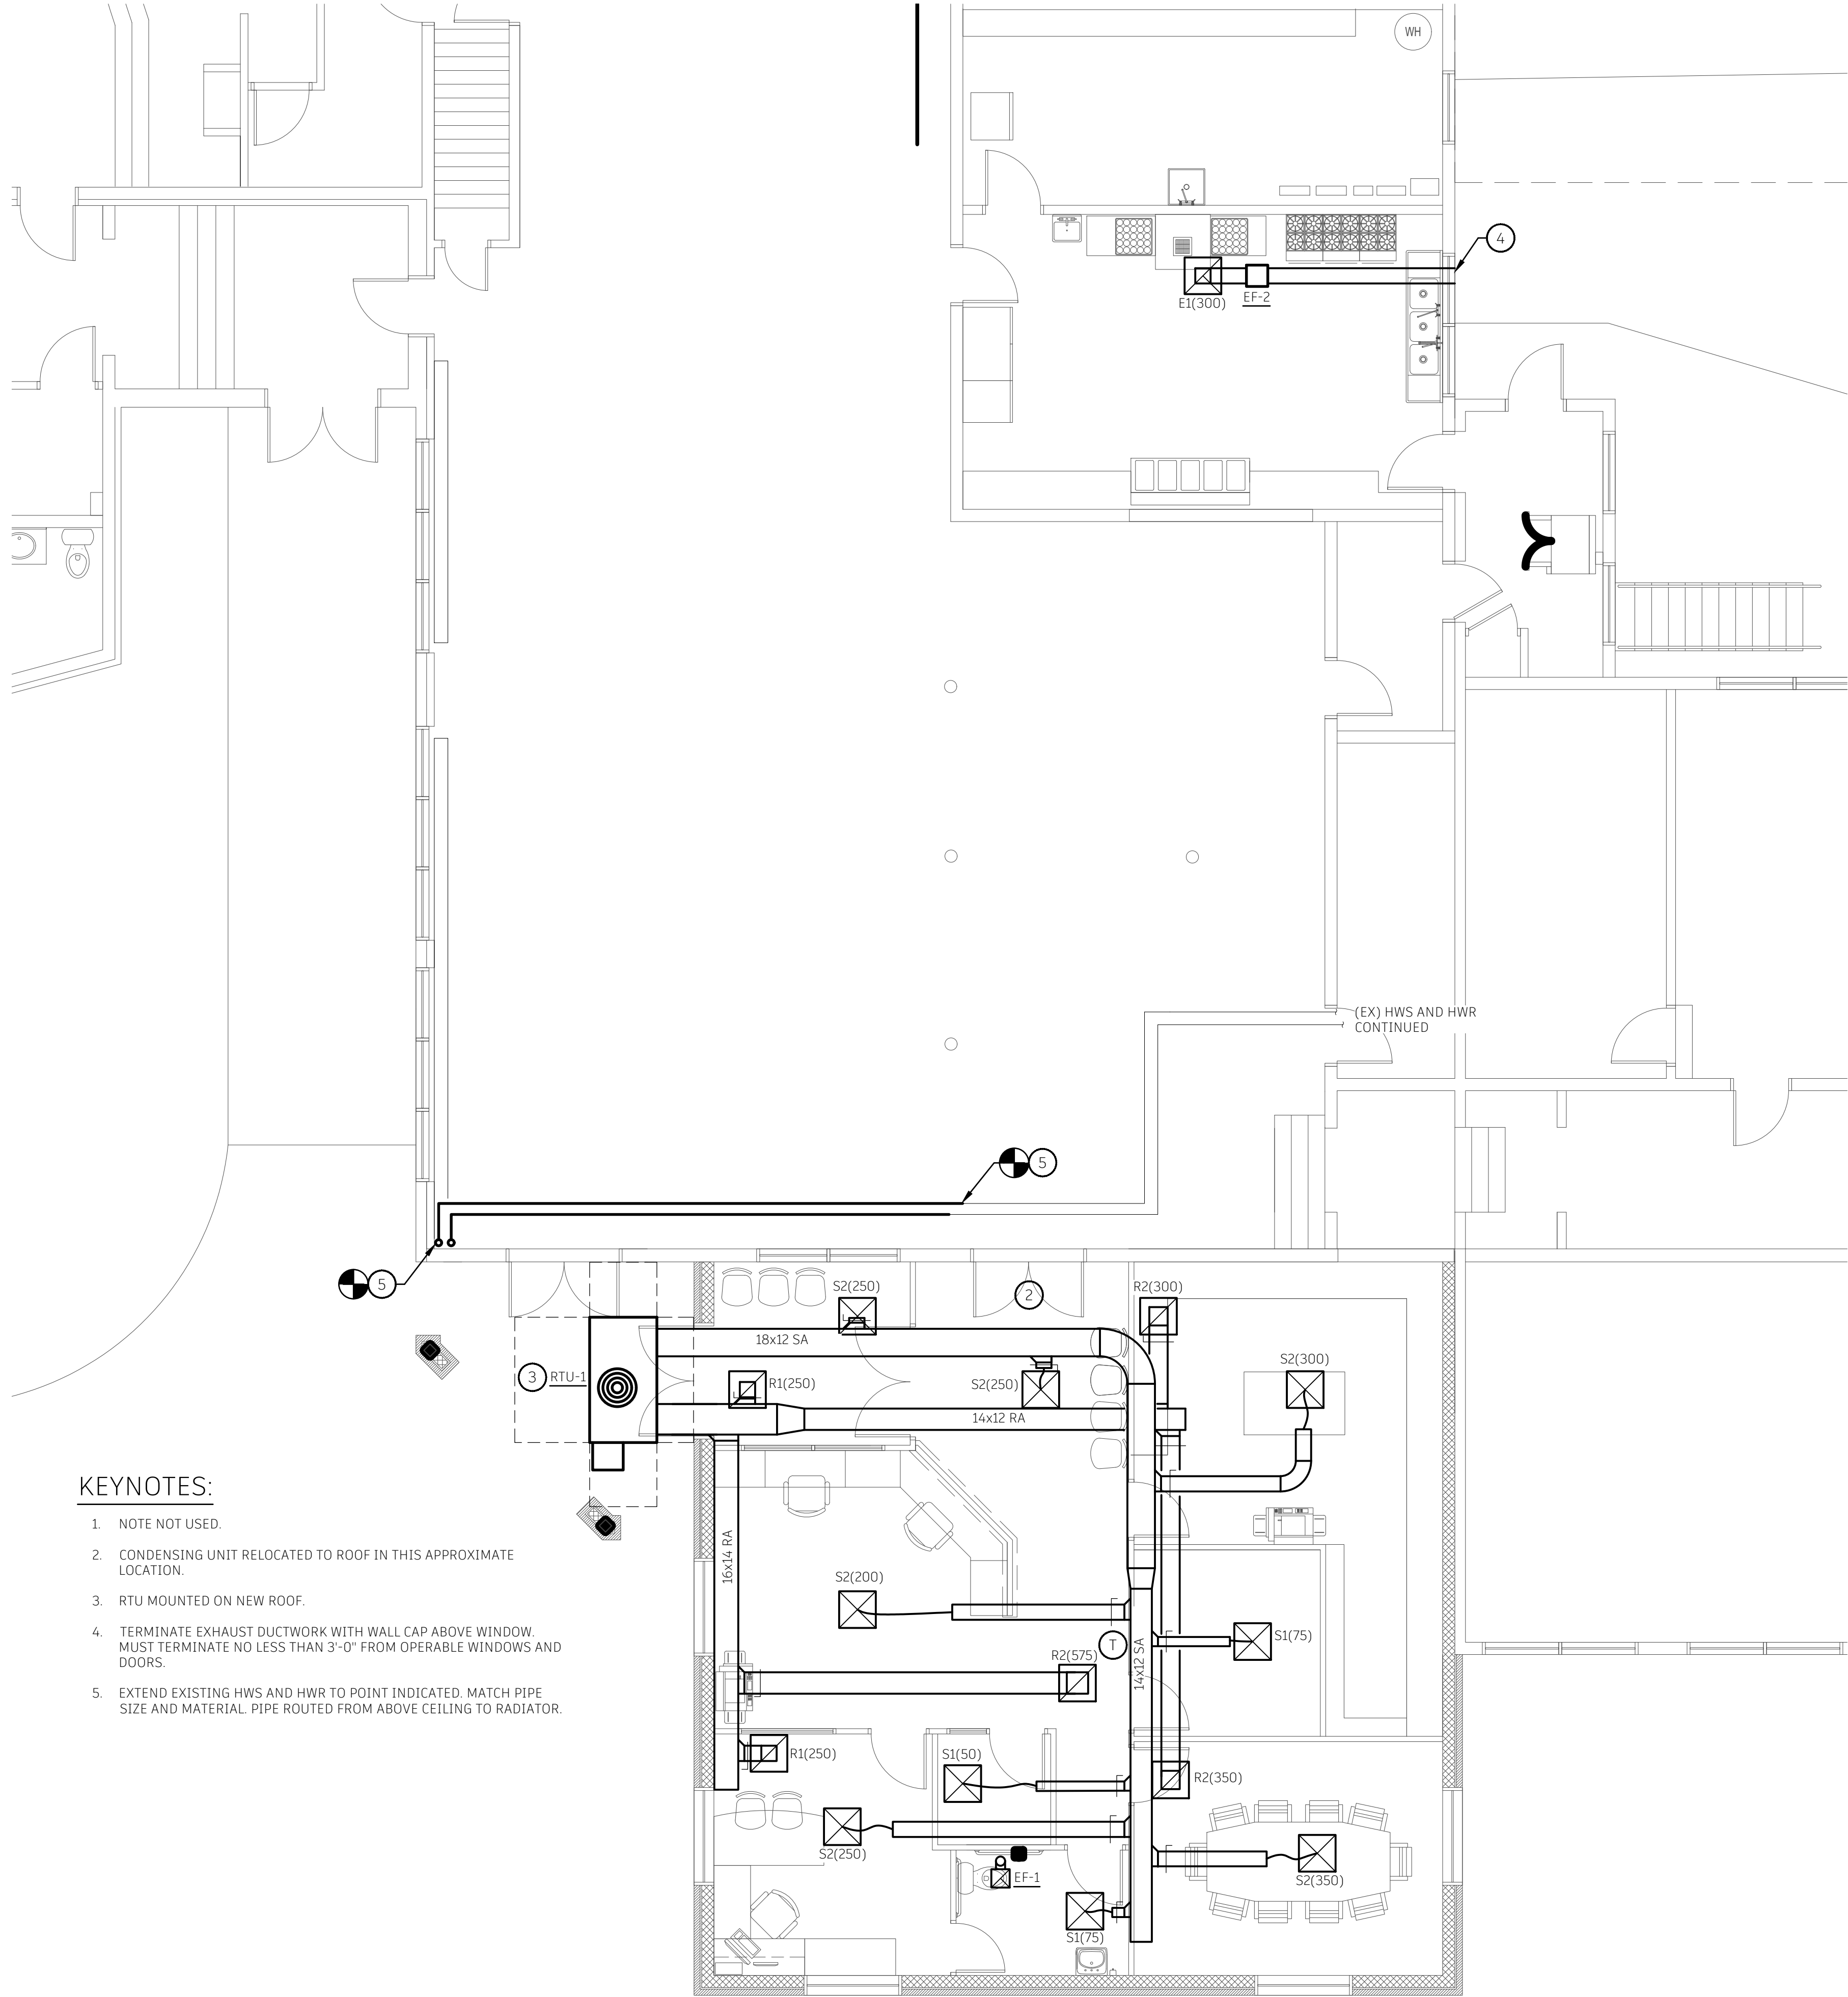 WH
4
E1(300)
EF-2
(EX) HWS AND HWR
CONTINUED
5
5
S2(250)
2
R2(300)
18x12 SA
S2(300)
3
RTU-1
R1(250)
S2(250)
14x12 RA
KEYNOTES:
1. NOTE NOT USED.
2. CONDENSING UNIT RELOCATED TO ROOF IN THIS APPROXIMATE
LOCATION.
3. RTU MOUNTED ON NEW ROOF.
4. TERMINATE EXHAUST DUCTWORK WITH WALL CAP ABOVE WINDOW.
MUST TERMINATE NO LESS THAN 3'-0" FROM OPERABLE WINDOWS AND
DOORS.
5. EXTEND EXISTING HWS AND HWR TO POINT INDICATED. MATCH PIPE
SIZE AND MATERIAL. PIPE ROUTED FROM ABOVE CEILING TO RADIATOR.
16x14 RA
S2(200)
T
S1(75)
R2(575)
14x12 SA
R1(250)
S1(50)
R2(350)
S2(250)
EF-1
S2(350)
S1(75)